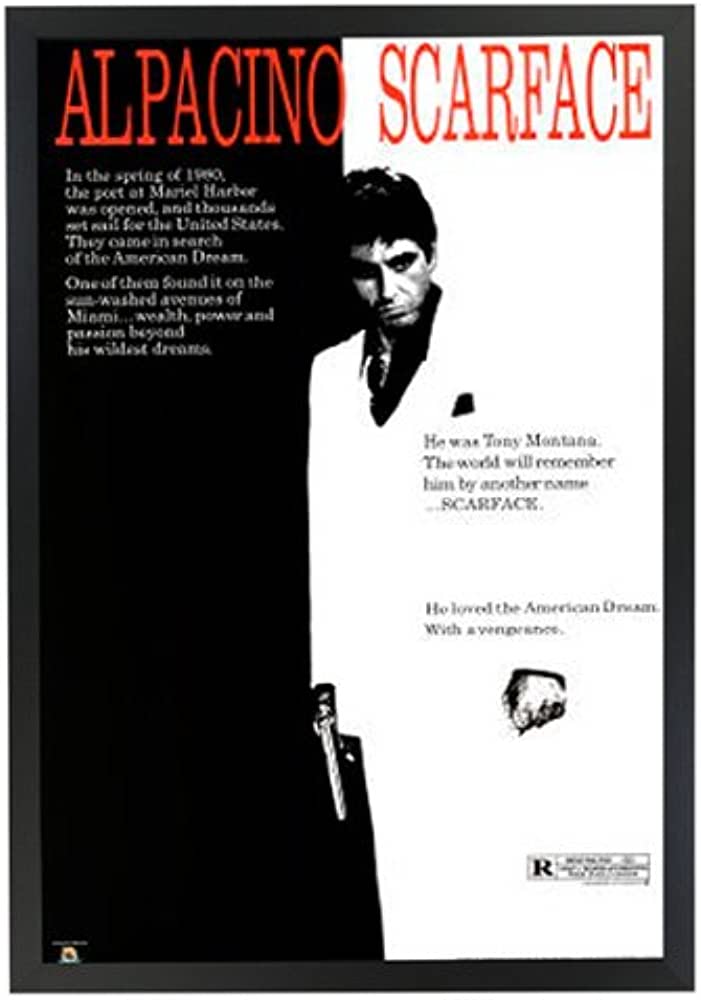 AL PACINO SCARFACE
In the spring of 1980,
the port at Mariel Harbor
was opened, and thousands
set sail for the United States.
They came in search
of the American Dream.
One of them found it on the
sun-washed avenues of
Miami...wealth, power and
passion beyond
his wildest dreams.
He was Tony Montana.
The world will remember
him by another name
...SCARFACE.
He loved the American Dream.
With a vengeance.
R